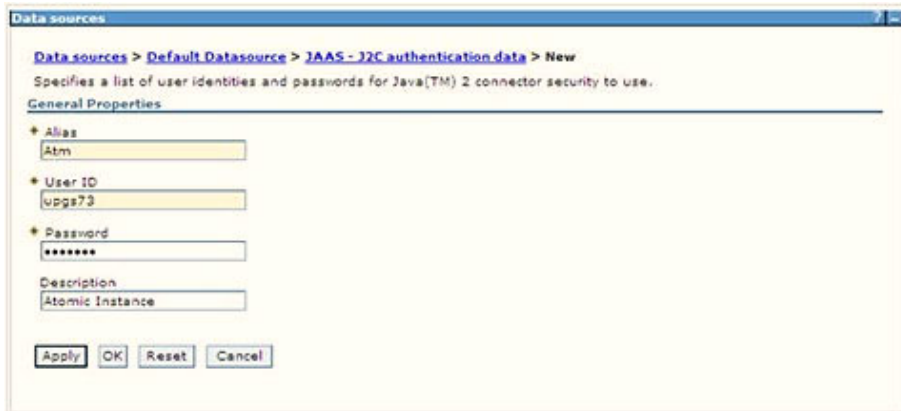 Data sources
? –
Data sources > Default Datasource > JAAS - J2C authentication data > New
Specifies a list of user identities and passwords for Java(TM) 2 connector security to use.
General Properties
Alias
Atm
User ID
upgs73
Password
•••••••
Description
Atomic Instance
Apply OK Reset Cancel